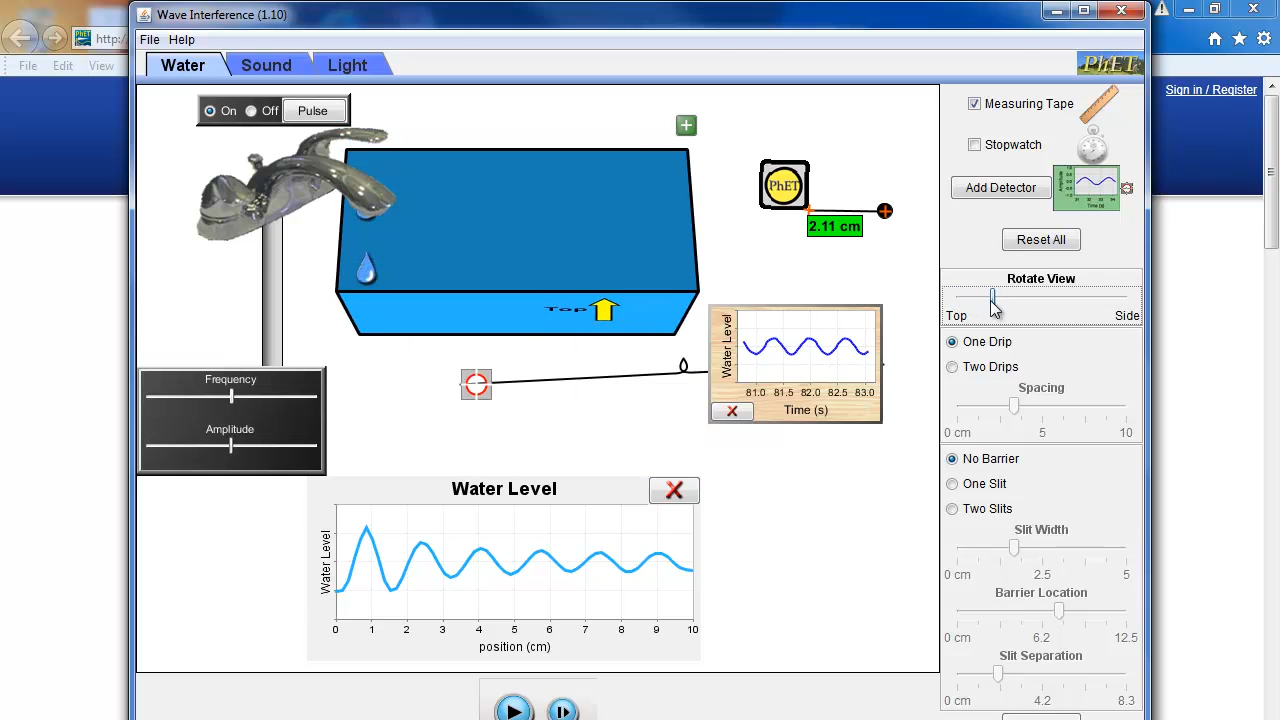 Wave Interference (1.10)
http:
File Edit View
Sign in / Register
File Help
Water Sound Light
PhET
On Off Pulse
Measuring Tape
Stopwatch
Add Detector
Reset All
PhET
2.11 cm
Rotate View
Top Side
Top
One Drip
Two Drips
Spacing
0 cm 5 10
Water Level
81.0 81.5 82.0 82.5 83.0
Time (s)
Frequency
Amplitude
No Barrier
One Slit
Two Slits
Slit Width
0 cm 2.5 5
Barrier Location
0 cm 6.2 12.5
Slit Separation
0 cm 4.2 8.3
Water Level
Water Level
0 1 2 3 4 5 6 7 8 9 10
position (cm)